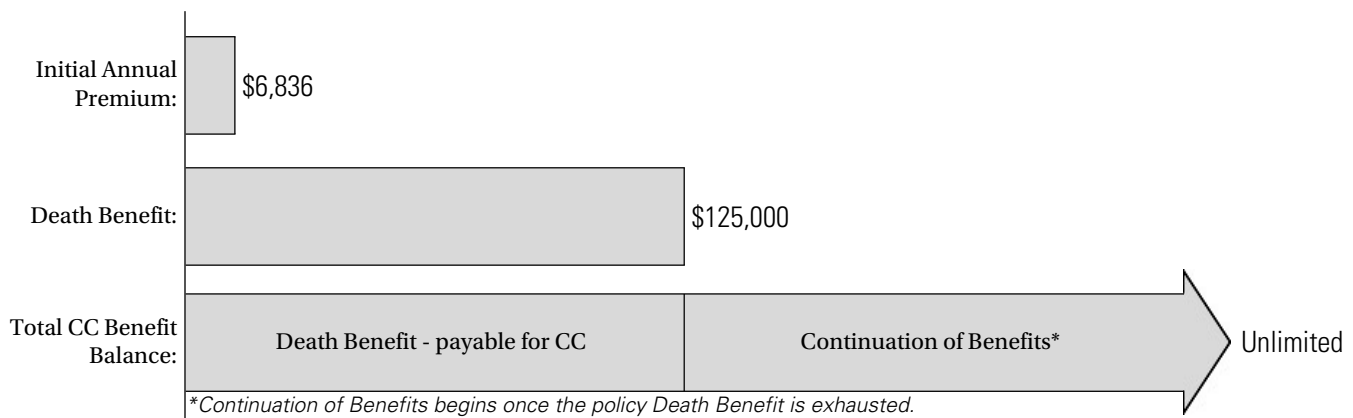 Initial Annual
Premium:
$6,836
Death Benefit:
$125,000
Total CC Benefit
Balance:
Death Benefit - payable for CC
Continuation of Benefits*
Unlimited
*Continuation of Benefits begins once the policy Death Benefit is exhausted.